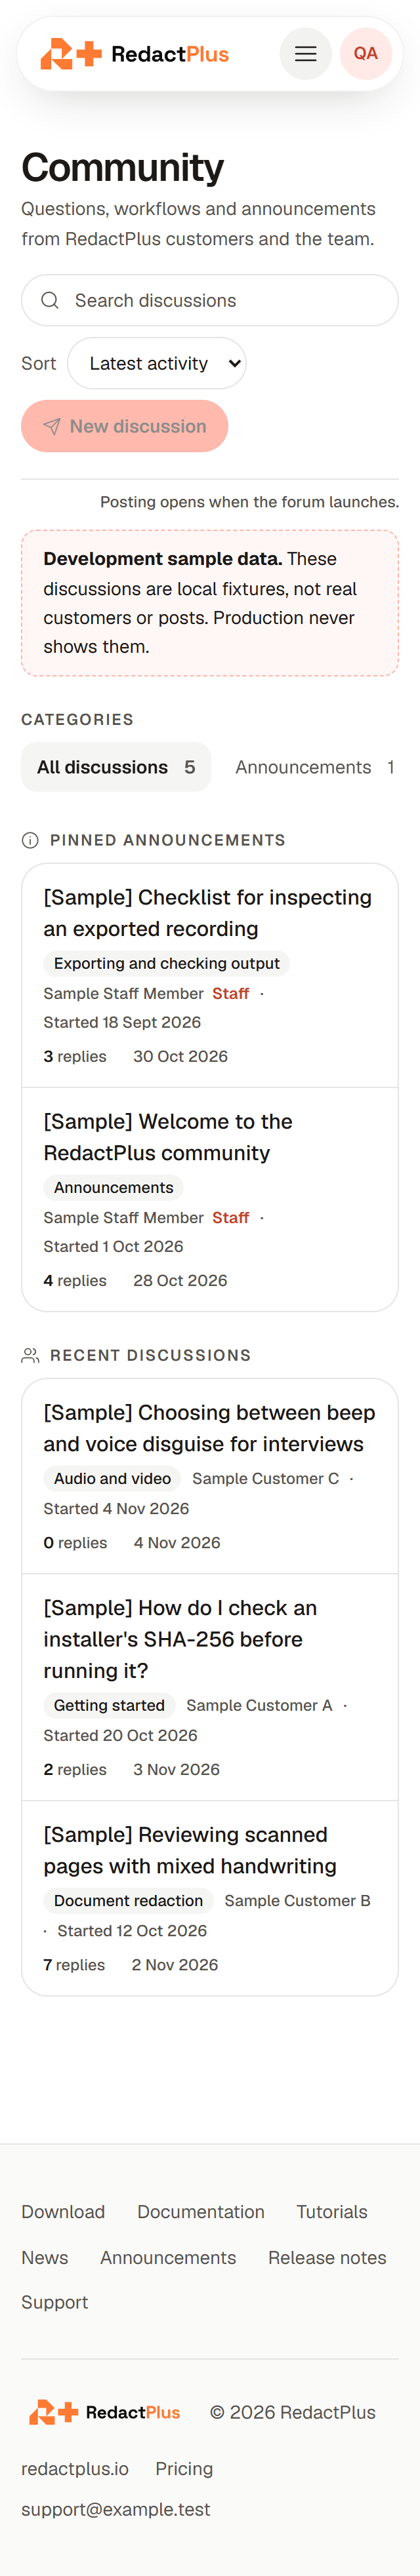 RedactPlus
QA
Community
Questions, workflows and announcements
from RedactPlus customers and the team.
Search discussions
Sort Latest activity
New discussion
Posting opens when the forum launches.
Development sample data. These
discussions are local fixtures, not real
customers or posts. Production never
shows them.
CATEGORIES
All discussions 5 Announcements 1
PINNED ANNOUNCEMENTS
[Sample] Checklist for inspecting
an exported recording
Exporting and checking output
Sample Staff Member Staff ·
Started 18 Sept 2026
3 replies 30 Oct 2026
[Sample] Welcome to the
RedactPlus community
Announcements
Sample Staff Member Staff ·
Started 1 Oct 2026
4 replies 28 Oct 2026
RECENT DISCUSSIONS
[Sample] Choosing between beep
and voice disguise for interviews
Audio and video Sample Customer C ·
Started 4 Nov 2026
0 replies 4 Nov 2026
[Sample] How do I check an
installer's SHA-256 before
running it?
Getting started Sample Customer A ·
Started 20 Oct 2026
2 replies 3 Nov 2026
[Sample] Reviewing scanned
pages with mixed handwriting
Document redaction Sample Customer B
· Started 12 Oct 2026
7 replies 2 Nov 2026
Download Documentation Tutorials
News Announcements Release notes
Support
RedactPlus © 2026 RedactPlus
redactplus.io Pricing
support@example.test